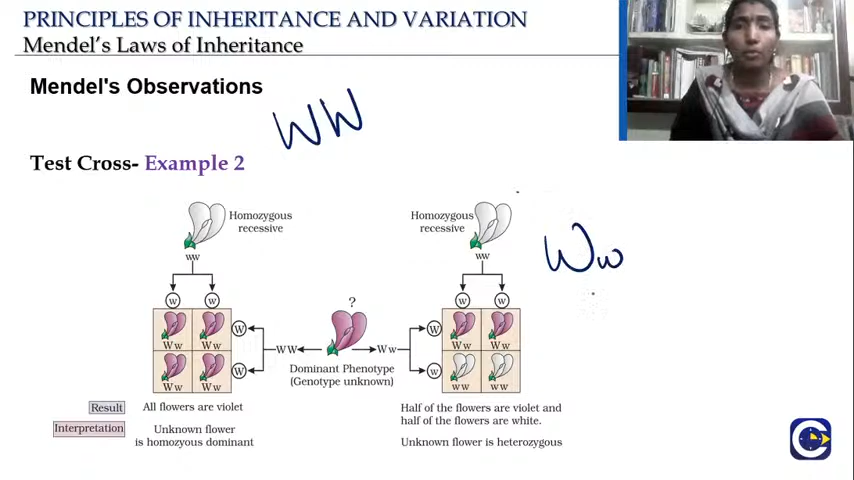 PRINCIPLES OF INHERITANCE AND VARIATION
Mendel's Laws of Inheritance
Mendel's Observations
WW
Test Cross- Example 2
Homozygous
recessive
ww
w w
W
W
Ww Ww
Ww Ww
WW
?
Dominant Phenotype
(Genotype unknown)
Ww
Homozygous
recessive
ww
w w
W
w
Ww Ww
ww ww
Ww
Result
All flowers are violet
Half of the flowers are violet and
half of the flowers are white.
Interpretation
Unknown flower
is homozyous dominant
Unknown flower is heterozygous